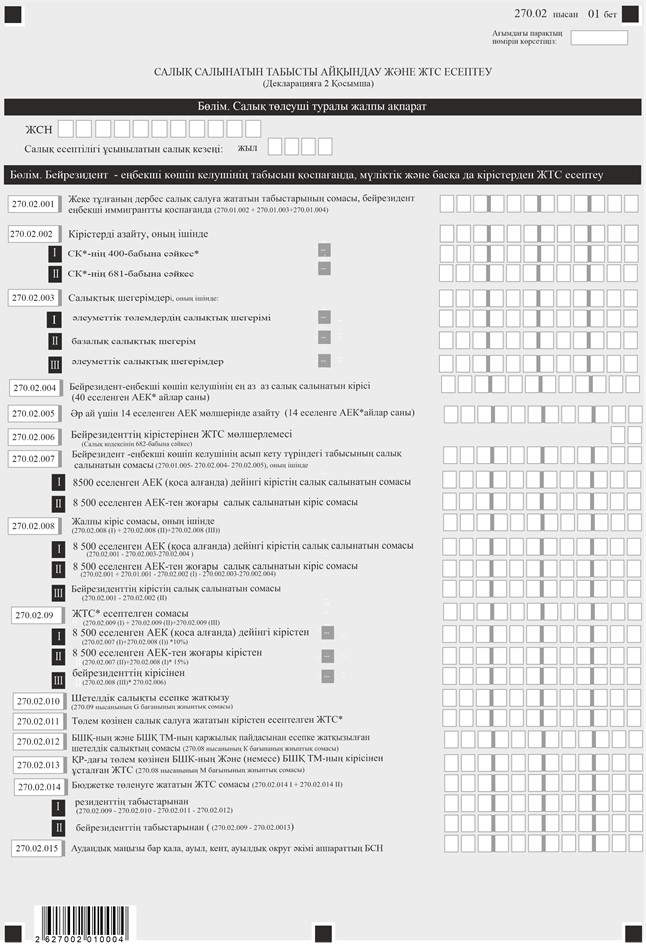 270.02 нысан 01 бет
Ағымдағы парақтың
нөмірін көрсетіңіз:
САЛЫҚ САЛЫНАТЫН ТАБЫСТЫ АЙҚЫНДАУ ЖӘНЕ ЖТС ЕСЕПТЕУ
(Декларацияға 2 Қосымша)
Бөлім. Салық төлеуші туралы жалпы ақпарат
ЖСН
Салық есептілігі ұсынылатын салық кезеңі: жыл
Бөлім. Бейрезидент - еңбекші көшіп келушінің табысын қоспағанда, мүліктік және басқа да кірістерден ЖТС есептеу
270.02.001 Жеке тұлғаның дербес салық салуға жататын табыстарының сомасы, бейрезидент
еңбекші иммигрантты қоспағанда (270.01.002 + 270.01.003+270.01.004)
270.02.002 Кірістерді азайту, оның ішінде
I СК*-нің 400-бабына сәйкес*
II СК*-нің 681-бабына сәйкес
270.02.003 Салықтық шегерімдері, оның ішінде:
I әлеуметтік төлемдердің салықтық шегерімі
II базалық салықтық шегерім
III әлеуметтік салықтық шегерімдер
270.02.004 Бейрезидент-еңбекші көшіп келушінің ең аз аз салық салынатын кірісі
(40 еселенген АЕК* айлар саны)
270.02.005 Әр ай үшін 14 еселенген АЕК мөлшерінде азайту (14 еселенге АЕК*айлар саны)
270.02.006 Бейрезиденттің кірістерінен ЖТС мөлшерлемесі
(Салық кодексінің 682-бабына сәйкес)
270.02.007 Бейрезидент -еңбекші көшіп келушінің асып кету түріндегі табысының салық
салынатын сомасы (270.01.005- 270.02.004- 270.02.005), оның ішінде
I 8500 еселенген АЕК (қоса алғанда) дейінгі кірістің салық салынатын сомасы
II 8 500 еселенген АЕК-тен жоғары салық салынатын кіріс сомасы
270.02.008 Жалпы кіріс сомасы, оның ішінде
(270.02.008 (I) + 270.02.008 (II)+270.02.008 (III))
I 8 500 еселенген АЕК (қоса алғанда) дейінгі кірістің салық салынатын сомасы
(270.02.001 - 270.02.003-270.02.004 )
II 8 500 еселенген АЕК-тен жоғары салық салынатын кіріс сомасы
(270.02.001 + 270.01.001 - 270.02.002 (I) - 270.002.003-270.002.004)
III Бейрезиденттің кірістін салық салынатын сомасы
(270.02.001 - 270.02.002 (II)
270.02.09 ЖТС* есептелген сомасы
(270.02.009 (I) + 270.02.009 (II)+270.02.009 (III)
I 8 500 еселенген АЕК (қоса алғанда) дейінгі кірістен
(270.02.007 (I)+270.02.008 (I)) *10%)
II 8 500 еселенген АЕК-тен жоғары кірістен
(270.02.007 (II)+270.02.008 (I)* 15%)
III бейрезиденттің кірісінен
(270.02.008 (III)* 270.02.006)
270.02.010 Шетелдік салықты есепке жатқызу
(270.09 нысанының G бағанының жиынтық сомасы)
270.02.011 Төлем көзінен салық салуға жататын кірістен есептелген ЖТС*
270.02.012 БШҚ-ның және БШҚ ТМ-ның қаржылық пайдасынан есепке жатқызылған
шетелдік салықтың сомасы (270.08 нысанының К бағананың жиынтық сомасы)
270.02.013 ҚР-дағы төлем көзінен БШК-ның Және (немесе) БШҚ ТМ-ның кірісінен
ұсталған ЖТС (270.08 нысанының М бағанының жиынтық сомасы)
270.02.014 Бюджетке төленуге жататын ЖТС сомасы (270.02.014 I + 270.02.014 II)
I резиденттің табыстарынан
(270.02.009 - 270.02.010 - 270.02.011 - 270.02.012)
II бейрезиденттің табыстарынан ( (270.02.009 - 270.02.0013)
270.02.015 Аудандық маңызы бар қала, ауыл, кент, ауылдық округ әкімі аппараттың БСН
2 627002 010004